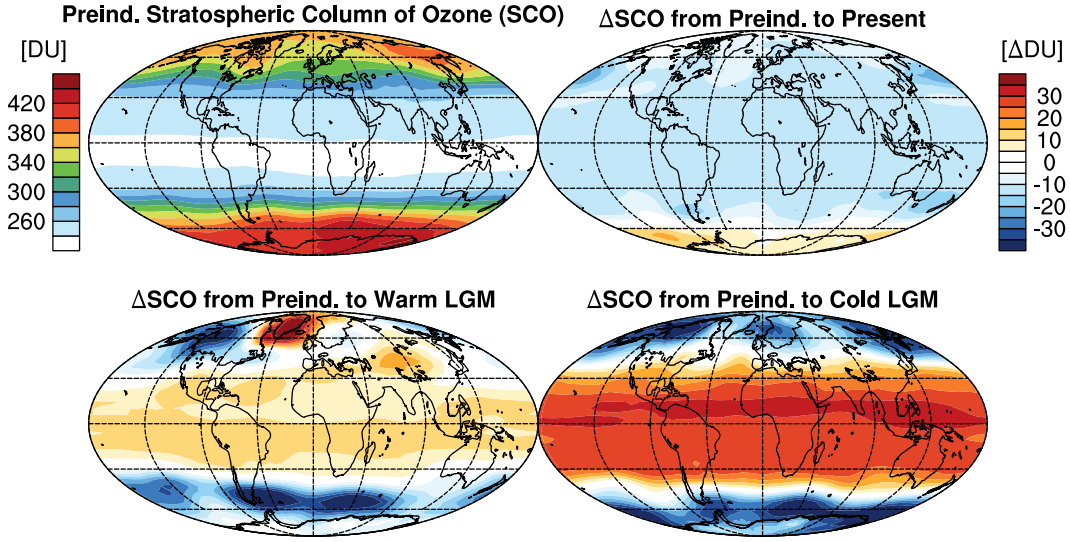 Preind. Stratospheric Column of Ozone (SCO)
ΔSCO from Preind. to Present
[DU]
420
380
340
300
260
[ΔDU]
30
20
10
0
-10
-20
-30
ΔSCO from Preind. to Warm LGM
ΔSCO from Preind. to Cold LGM